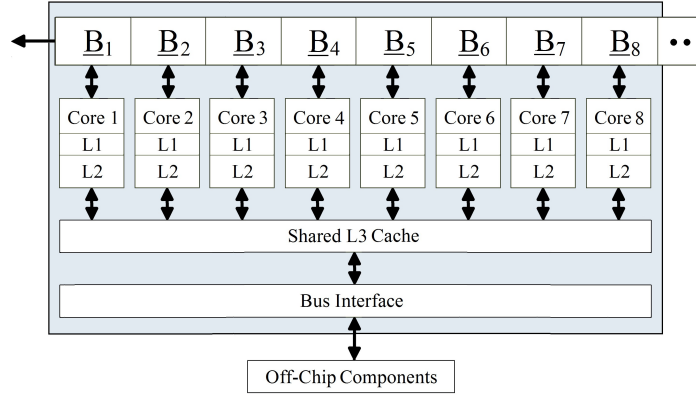 B1 B2 B3 B4 B5 B6 B7 B8 ••
Core 1 Core 2 Core 3 Core 4 Core 5 Core 6 Core 7 Core 8
L1 L1 L1 L1 L1 L1 L1 L1
L2 L2 L2 L2 L2 L2 L2 L2
Shared L3 Cache
Bus Interface
Off-Chip Components